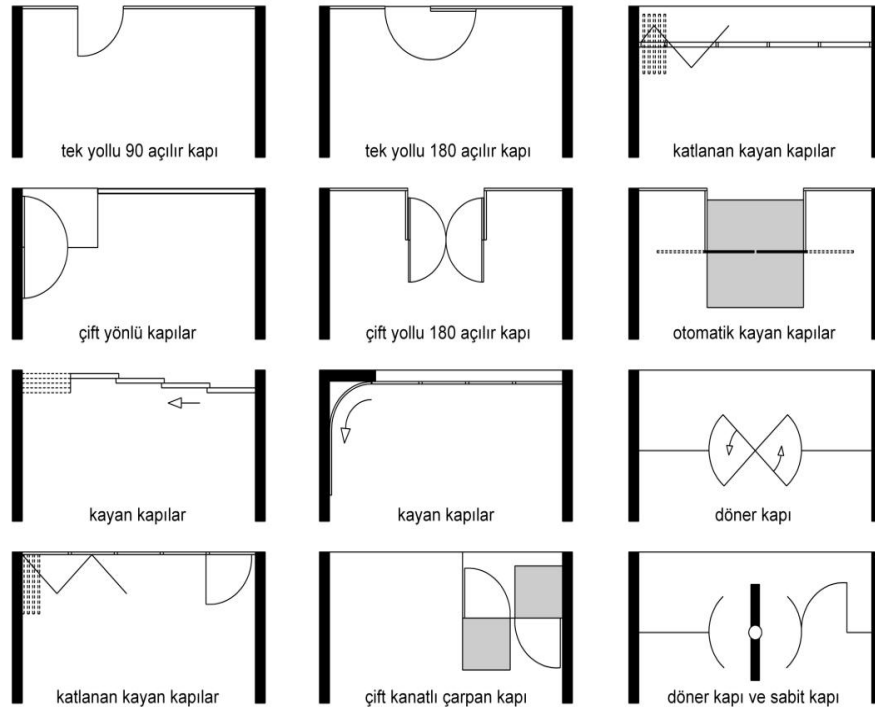 tek yollu 90 açılır kapı
tek yollu 180 açılır kapı
katlanan kayan kapılar
çift yönlü kapılar
çift yollu 180 açılır kapı
otomatik kayan kapılar
kayan kapılar
kayan kapılar
döner kapı
katlanan kayan kapılar
çift kanatlı çarpan kapı
döner kapı ve sabit kapı